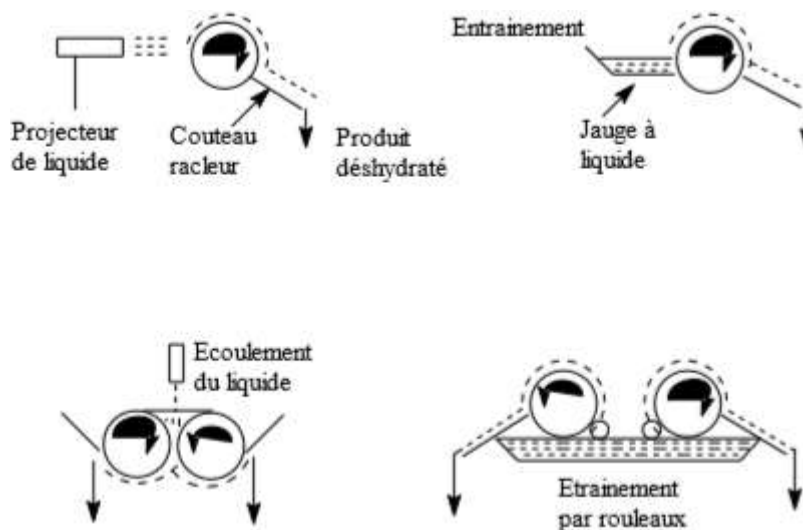 Projecteur
de liquide
Couteau
racleur
Produit
déshydraté
Entrainement
Jauge à
liquide
Ecoulement
du liquide
Etrainement
par rouleaux